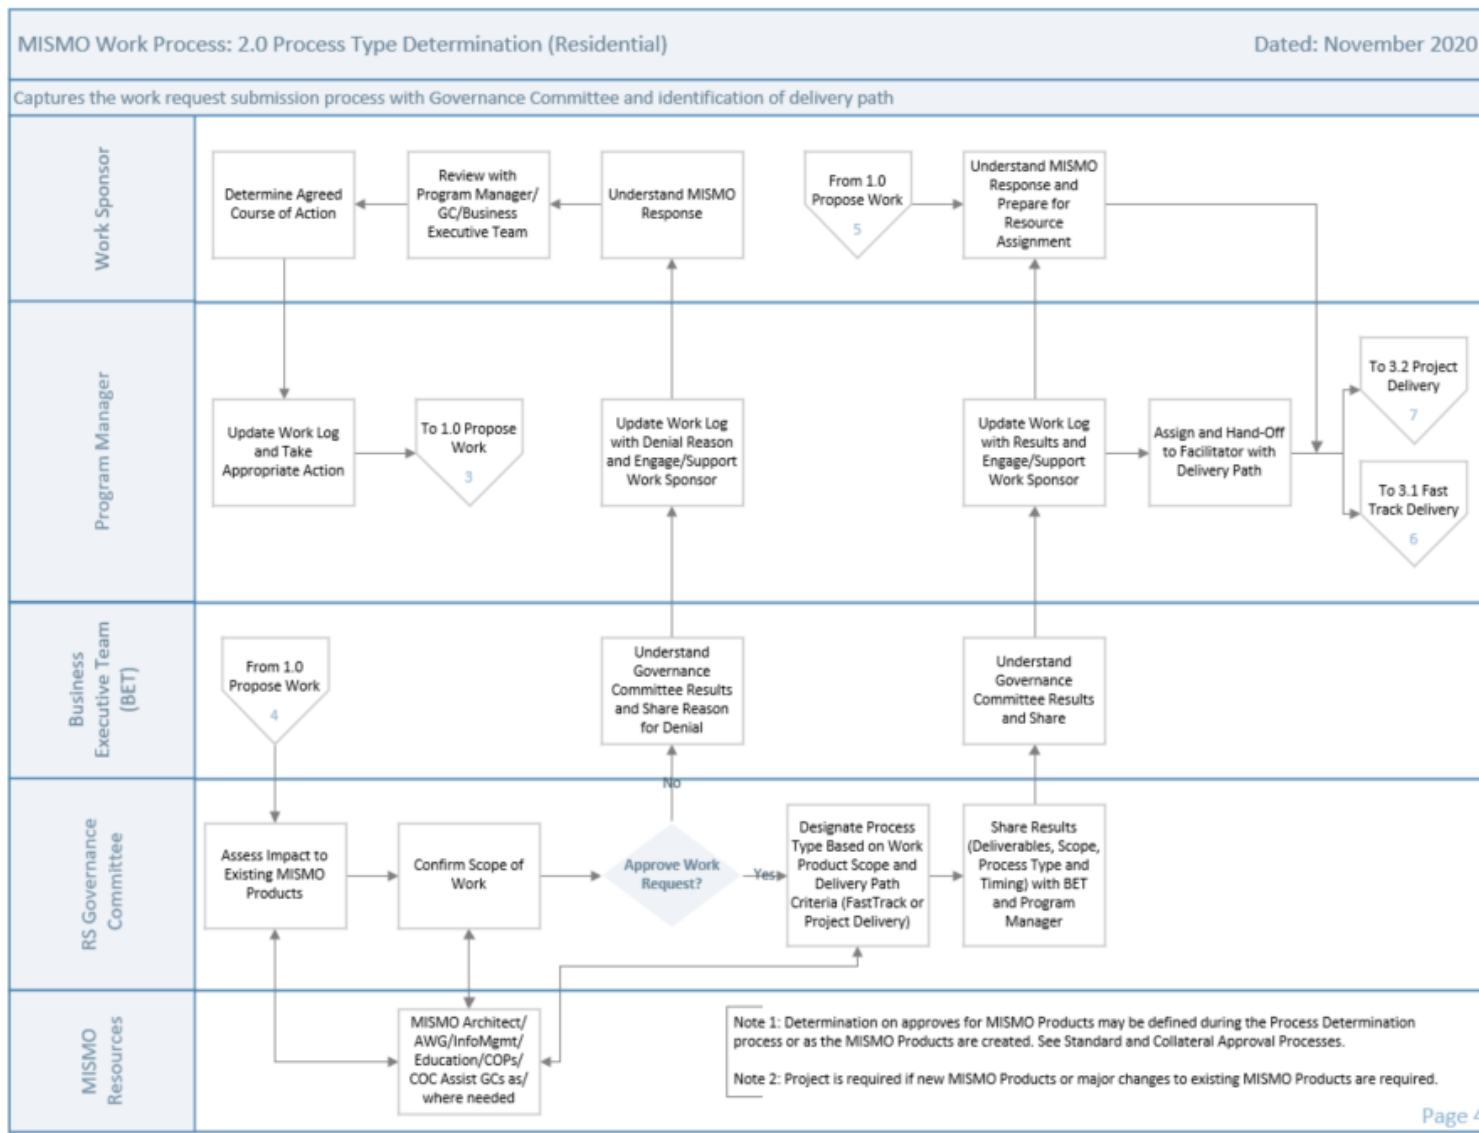 MISMO Work Process: 2.0 Process Type Determination (Residential)
Dated: November 2020
Captures the work request submission process with Governance Committee and identification of delivery path
Work Sponsor
Determine Agreed
Course of Action
Review with
Program Manager/
GC/Business
Executive Team
Understand MISMO
Response
From 1.0
Propose Work
5
Understand MISMO
Response and
Prepare for
Resource
Assignment
Program Manager
Update Work Log
and Take
Appropriate Action
To 1.0 Propose
Work
3
Update Work Log
with Denial Reason
and Engage/Support
Work Sponsor
Update Work Log
with Results and
Engage/Support
Work Sponsor
Assign and Hand-Off
to Facilitator with
Delivery Path
To 3.2 Project
Delivery
7
To 3.1 Fast
Track Delivery
6
Business
Executive Team
(BET)
From 1.0
Propose Work
4
Understand
Governance
Committee Results
and Share Reason
for Denial
Understand
Governance
Committee Results
and Share
RS Governance
Committee
Assess Impact to
Existing MISMO
Products
Confirm Scope of
Work
Approve Work
Request?
No
Yes
Designate Process
Type Based on Work
Product Scope and
Delivery Path
Criteria (FastTrack or
Project Delivery)
Share Results
(Deliverables, Scope,
Process Type and
Timing) with BET
and Program
Manager
MISMO
Resources
MISMO Architect/
AWG/InfoMgmt/
Education/COPs/
COC Assist GCs as/
where needed
Note 1: Determination on approves for MISMO Products may be defined during the Process Determination
process or as the MISMO Products are created. See Standard and Collateral Approval Processes.
Note 2: Project is required if new MISMO Products or major changes to existing MISMO Products are required.
Page 4